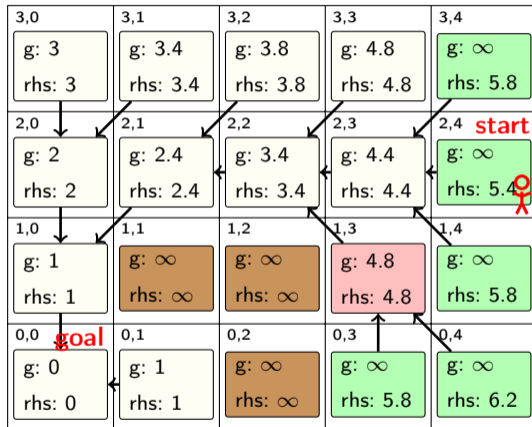 3,0 3,1 3,2 3,3 3,4
g: 3 g: 3.4 g: 3.8 g: 4.8 g: ∞
rhs: 3 rhs: 3.4 rhs: 3.8 rhs: 4.8 rhs: 5.8
2,0 2,1 2,2 2,3 2,4 start
g: 2 g: 2.4 g: 3.4 g: 4.4 g: ∞
rhs: 2 rhs: 2.4 rhs: 3.4 rhs: 4.4 rhs: 5.4
1,0 1,1 1,2 1,3 1,4
g: 1 g: ∞ g: ∞ g: 4.8 g: ∞
rhs: 1 rhs: ∞ rhs: ∞ rhs: 4.8 rhs: 5.8
0,0 goal 0,1 0,2 0,3 0,4
g: 0 g: 1 g: ∞ g: ∞ g: ∞
rhs: 0 rhs: 1 rhs: ∞ rhs: 5.8 rhs: 6.2